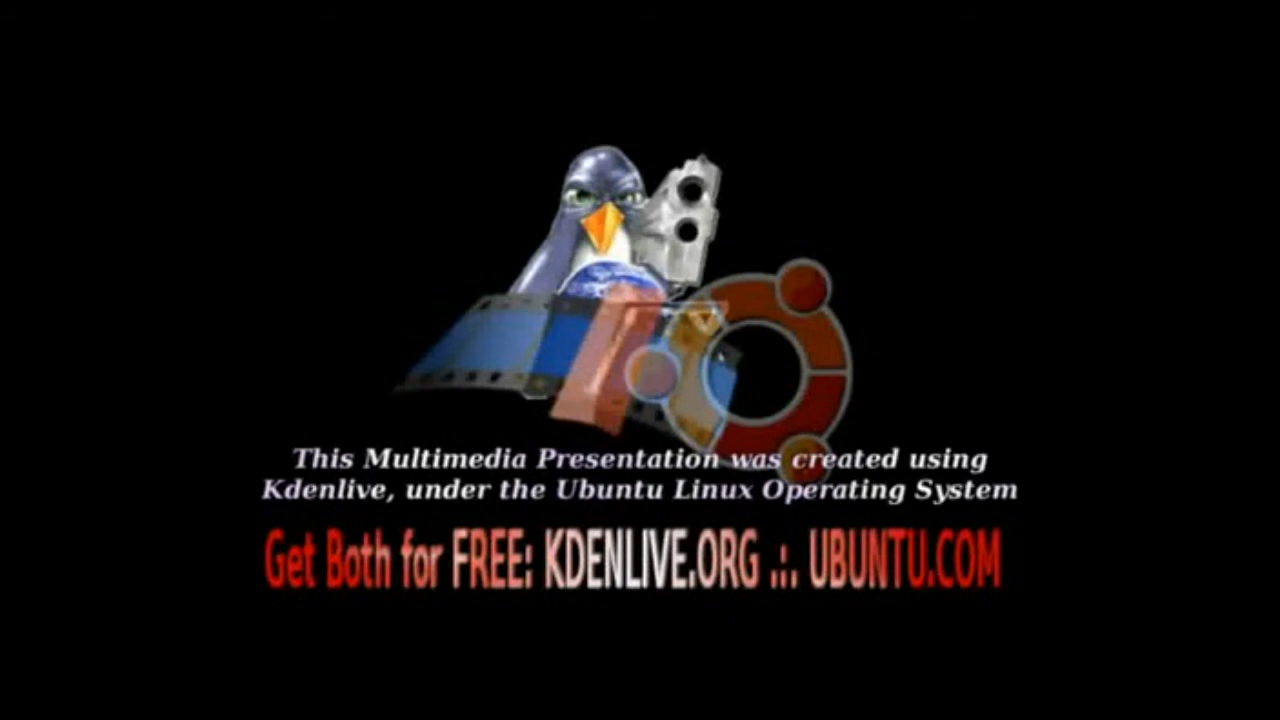 This Multimedia Presentation was created using
Kdenlive, under the Ubuntu Linux Operating System
Get Both for FREE: KDENLIVE.ORG .:. UBUNTU.COM